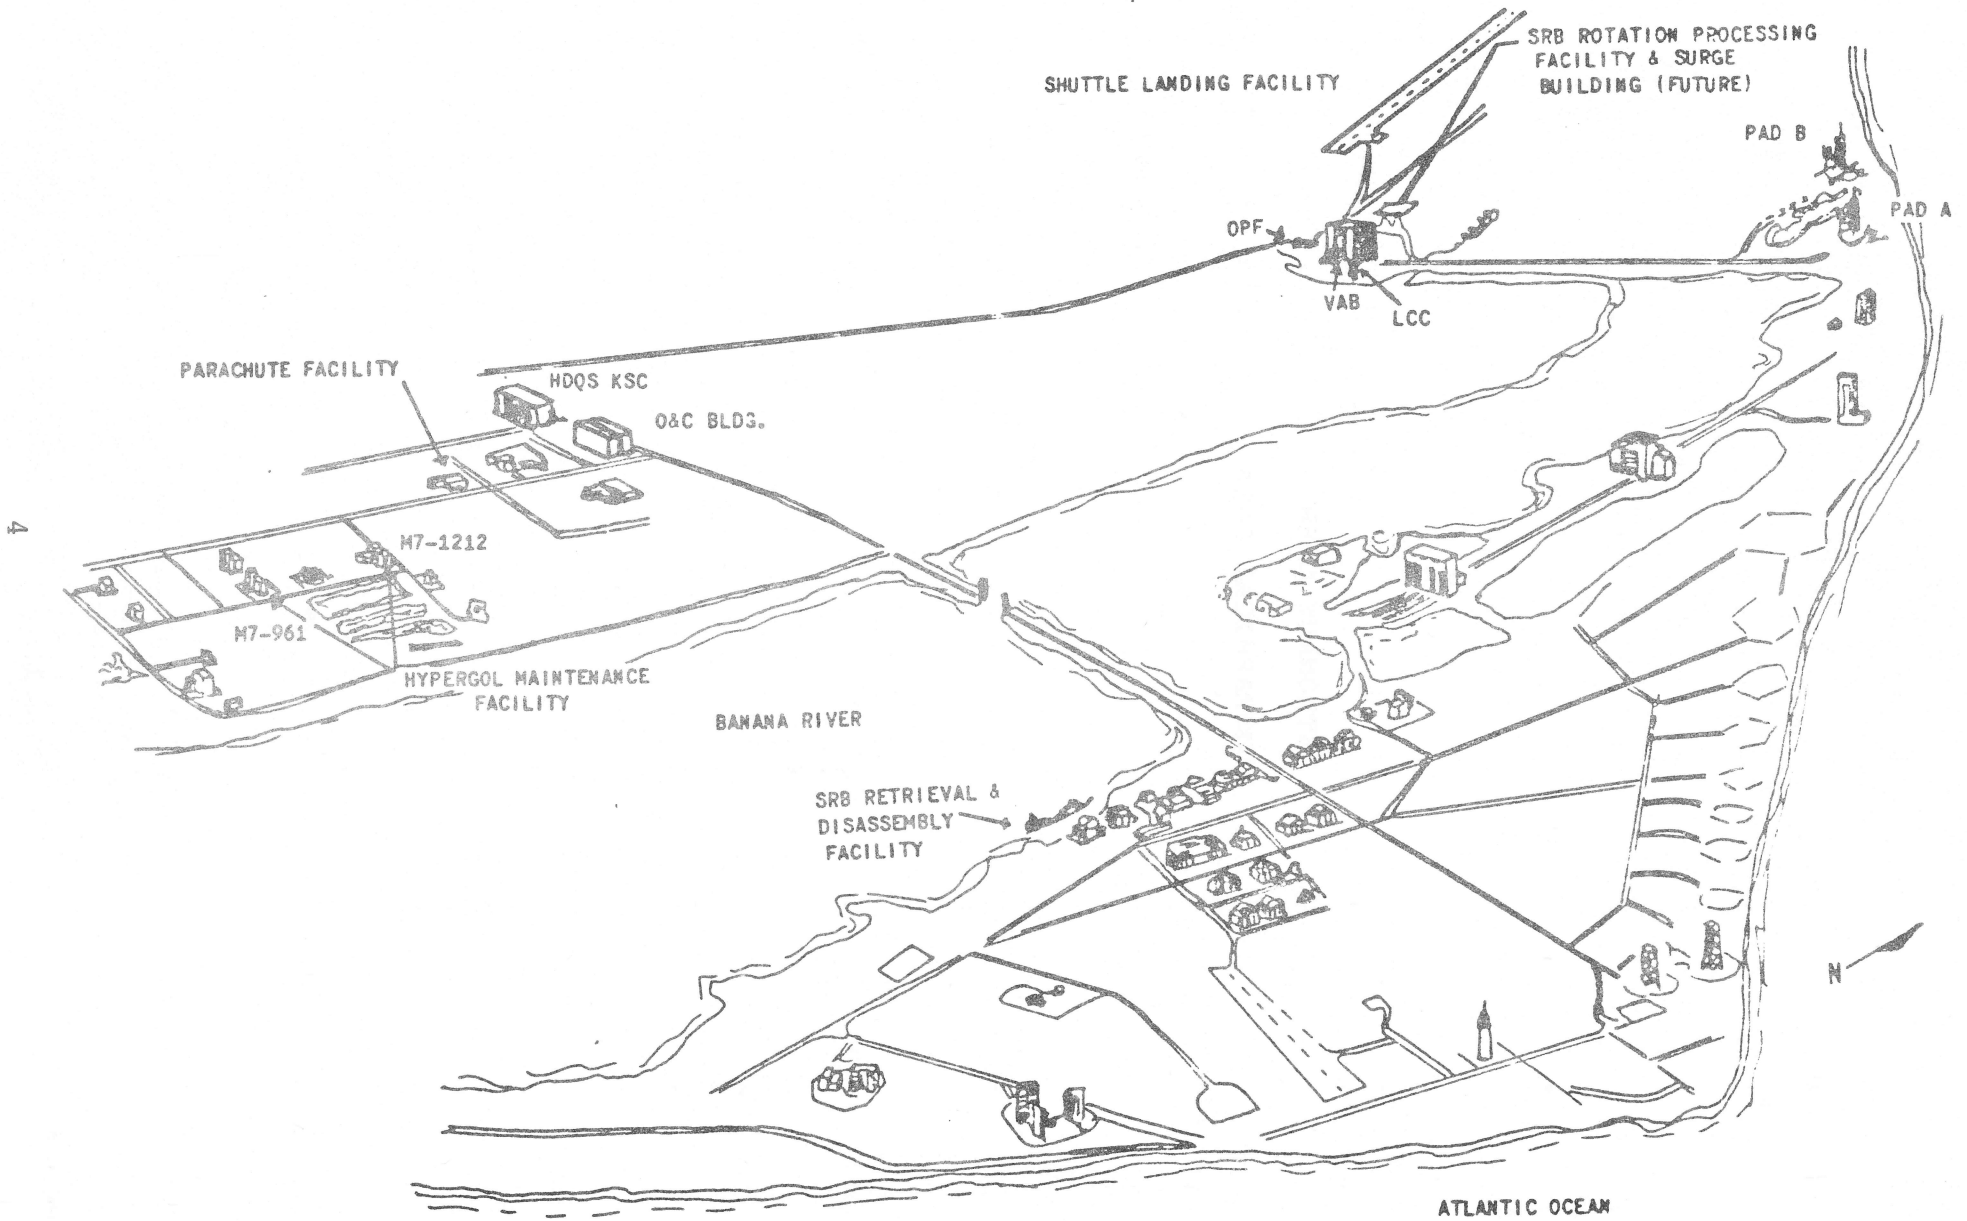 SRB ROTATION PROCESSING
FACILITY & SURGE
BUILDING (FUTURE)
SHUTTLE LANDING FACILITY
PAD B
PAD A
OPF
VAB
LCC
PARACHUTE FACILITY
HDQS KSC
O&C BLDG.
4
M7-1212
M7-961
HYPERGOL MAINTENANCE
FACILITY
BANANA RIVER
SRB RETRIEVAL &
DISASSEMBLY
FACILITY
N
ATLANTIC OCEAN